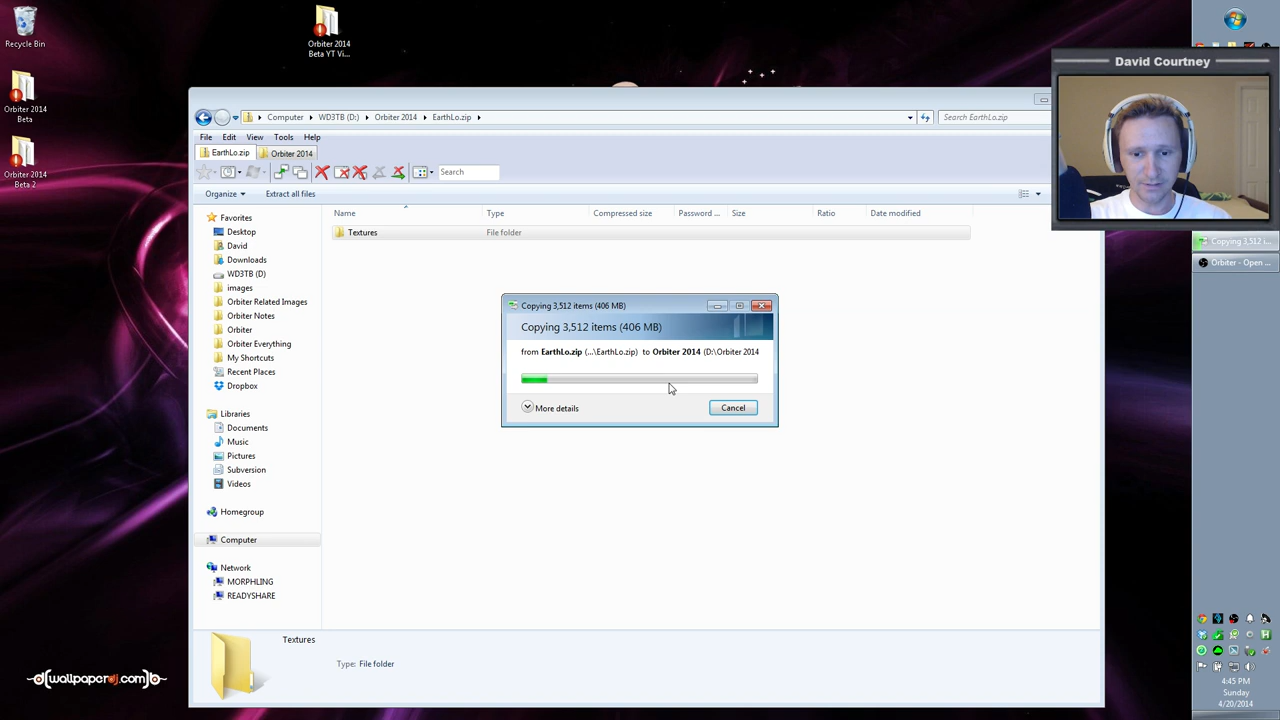 Recycle Bin
Orbiter 2014
Beta YT Vi...
Orbiter 2014
Beta
Orbiter 2014
Beta 2
David Courtney
Computer
WD3TB (D:)
Orbiter 2014
EarthLo.zip
Search EarthLo.zip
File Edit View Tools Help
EarthLo.zip
Orbiter 2014
Search
Organize
Extract all files
Name Type Compressed size Password ... Size Ratio Date modified
Textures File folder
Favorites
Desktop
David
Downloads
WD3TB (D)
images
Orbiter Related Images
Orbiter Notes
Orbiter
Orbiter Everything
My Shortcuts
Recent Places
Dropbox
Libraries
Documents
Music
Pictures
Subversion
Videos
Homegroup
Computer
Network
MORPHLING
READYSHARE
Copying 3,512 items (406 MB)
Copying 3,512 items (406 MB)
from EarthLo.zip (...\EarthLo.zip) to Orbiter 2014 (D:\Orbiter 2014
More details
Cancel
Textures
Type: File folder
Copying 3,512 i...
Orbiter - Open ...
4:45 PM
Sunday
4/20/2014